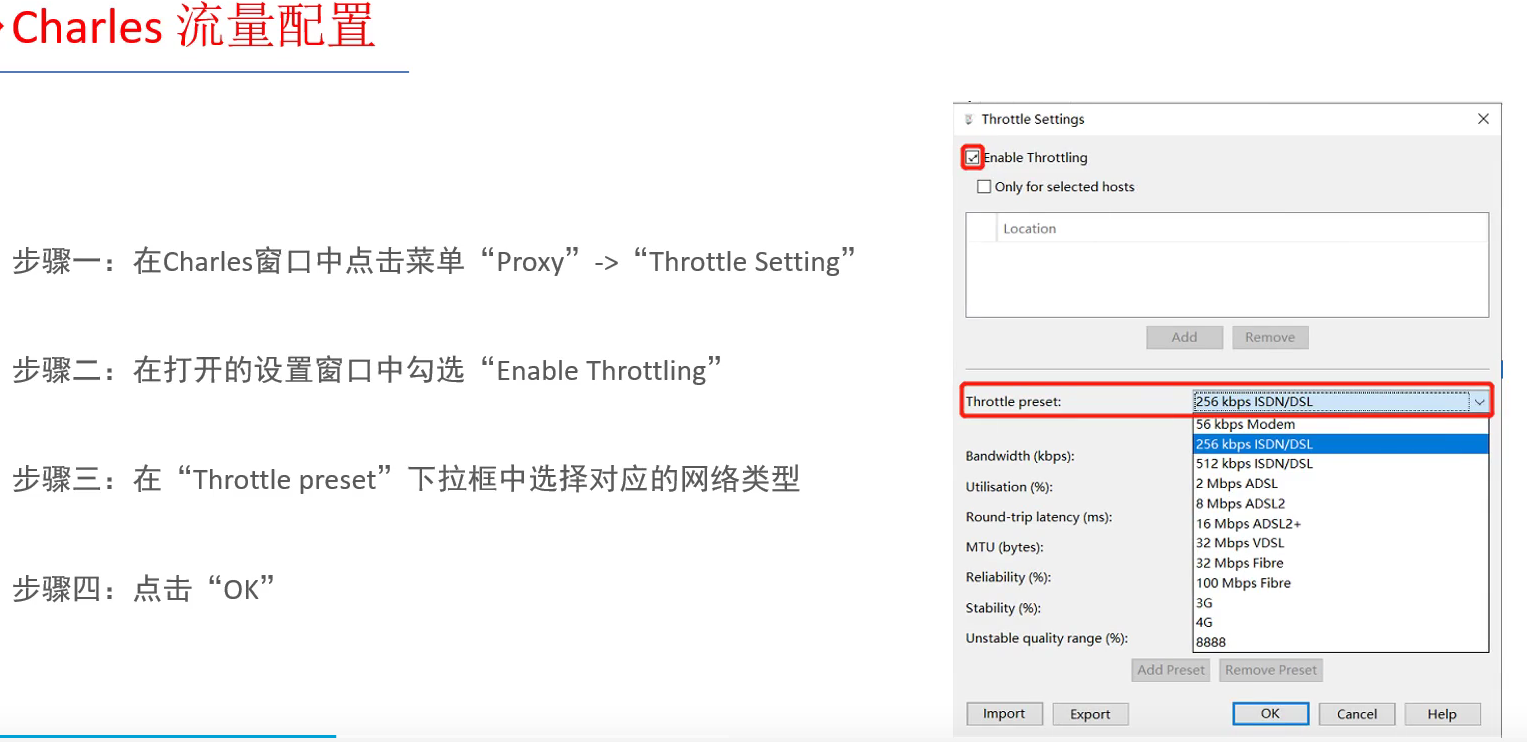 Charles 流量配置
步骤一：在Charles窗口中点击菜单“Proxy”->“Throttle Setting”
步骤二：在打开的设置窗口中勾选“Enable Throttling”
步骤三：在“Throttle preset”下拉框中选择对应的网络类型
步骤四：点击“OK”
Throttle Settings
Enable Throttling
Only for selected hosts
Location
Add Remove
Throttle preset: 256 kbps ISDN/DSL
56 kbps Modem
256 kbps ISDN/DSL
512 kbps ISDN/DSL
2 Mbps ADSL
8 Mbps ADSL2
16 Mbps ADSL2+
32 Mbps VDSL
32 Mbps Fibre
100 Mbps Fibre
3G
4G
8888
Bandwidth (kbps):
Utilisation (%):
Round-trip latency (ms):
MTU (bytes):
Reliability (%):
Stability (%):
Unstable quality range (%):
Add Preset Remove Preset
Import Export OK Cancel Help